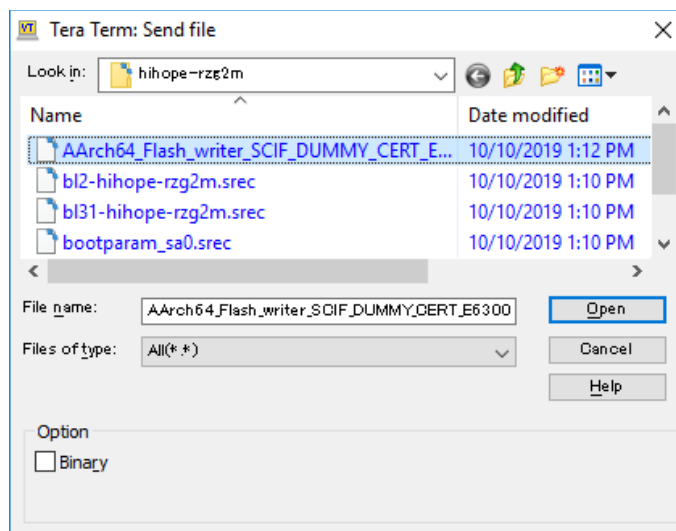 VT Tera Term: Send file
Look in: hihope-rzg2m
Name Date modified
AArch64_Flash_writer_SCIF_DUMMY_CERT_E... 10/10/2019 1:12 PM
bl2-hihope-rzg2m.srec 10/10/2019 1:10 PM
bl31-hihope-rzg2m.srec 10/10/2019 1:10 PM
bootparam_sa0.srec 10/10/2019 1:10 PM
File name: AArch64_Flash_writer_SCIF_DUMMY_CERT_E6300 Open
Files of type: All(*.*) Cancel
Help
Option
Binary